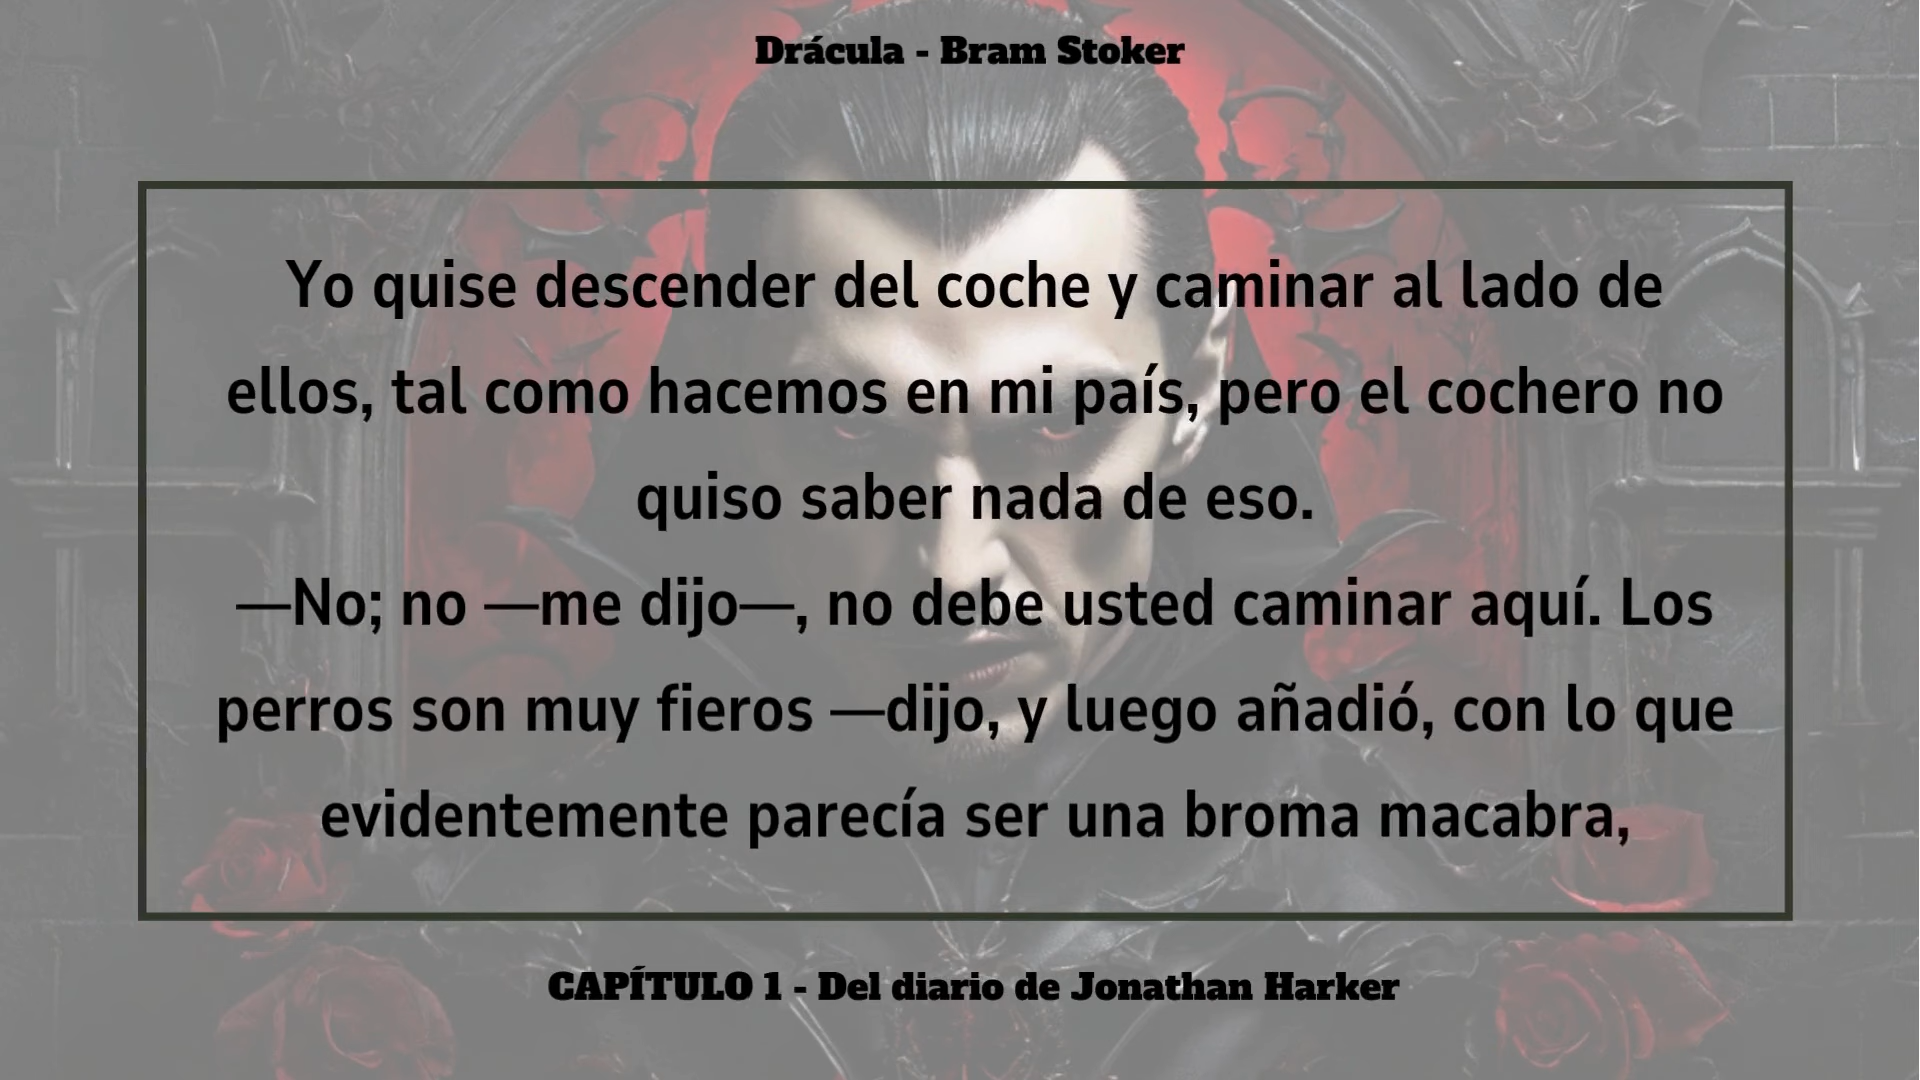 Drácula - Bram Stoker
Yo quise descender del coche y caminar al lado de
ellos, tal como hacemos en mi país, pero el cochero no
quiso saber nada de eso.
—No; no —me dijo—, no debe usted caminar aquí. Los
perros son muy fieros —dijo, y luego añadió, con lo que
evidentemente parecía ser una broma macabra,
CAPÍTULO 1 - Del diario de Jonathan Harker